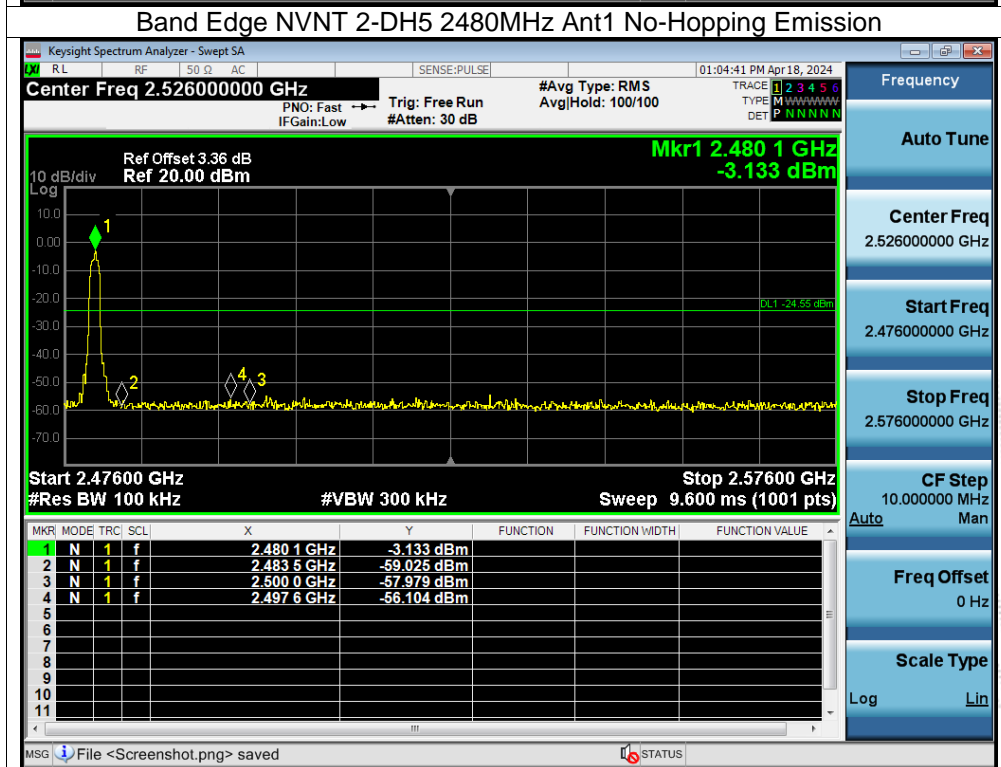 Band Edge NVNT 2-DH5 2480MHz Ant1 No-Hopping Emission
Keysight Spectrum Analyzer - Swept SA
LXI RL RF 50 Ω AC SENSE:PULSE 01:04:41 PM Apr 18, 2024
Center Freq 2.526000000 GHz #Avg Type: RMS TRACE 1 2 3 4 5 6
PNO: Fast Trig: Free Run Avg|Hold: 100/100 TYPE M WWWWW
IFGain:Low #Atten: 30 dB DET P N N N N N
Frequency
Auto Tune
Center Freq
2.526000000 GHz
Start Freq
2.476000000 GHz
Stop Freq
2.576000000 GHz
CF Step
10.000000 MHz
Auto Man
Freq Offset
0 Hz
Scale Type
Log Lin
Mkr1 2.480 1 GHz
-3.133 dBm
Ref Offset 3.36 dB
10 dB/div Ref 20.00 dBm
Log
10.0
0.00
-10.0
-20.0
-30.0
-40.0
-50.0
-60.0
-70.0
1
2
4
3
DL1 -24.55 dBm
Start 2.47600 GHz Stop 2.57600 GHz
#Res BW 100 kHz #VBW 300 kHz Sweep 9.600 ms (1001 pts)
MKR MODE TRC SCL X Y FUNCTION FUNCTION WIDTH FUNCTION VALUE
1 N 1 f 2.480 1 GHz -3.133 dBm
2 N 1 f 2.483 5 GHz -59.025 dBm
3 N 1 f 2.500 0 GHz -57.979 dBm
4 N 1 f 2.497 6 GHz -56.104 dBm
5
6
7
8
9
10
11
MSG File <Screenshot.png> saved STATUS